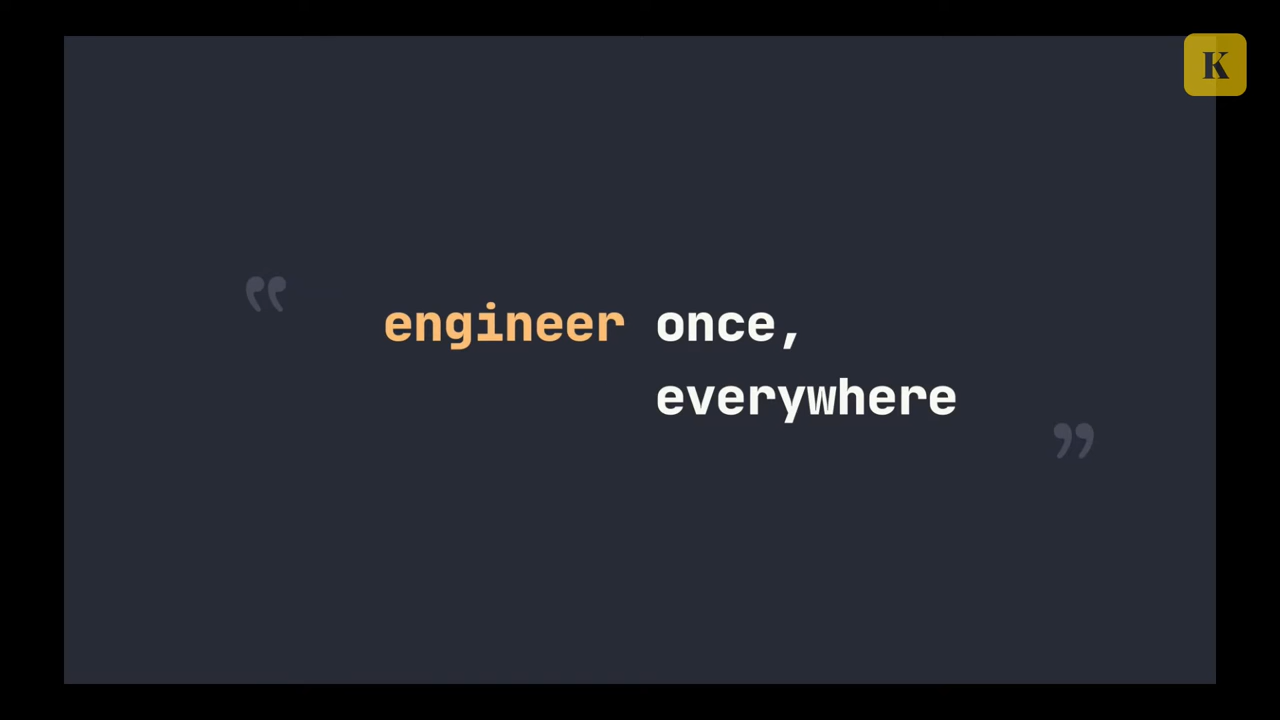 K
“
engineer once,
everywhere
”